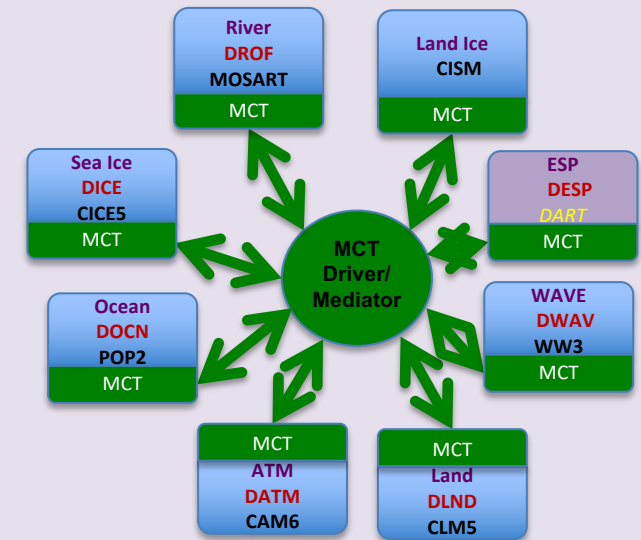 River
DROF
MOSART
MCT
Land Ice
CISM
MCT
Sea Ice
DICE
CICE5
MCT
ESP
DESP
DART
MCT
MCT
Driver/
Mediator
Ocean
DOCN
POP2
MCT
WAVE
DWAV
WW3
MCT
MCT
ATM
DATM
CAM6
MCT
Land
DLND
CLM5